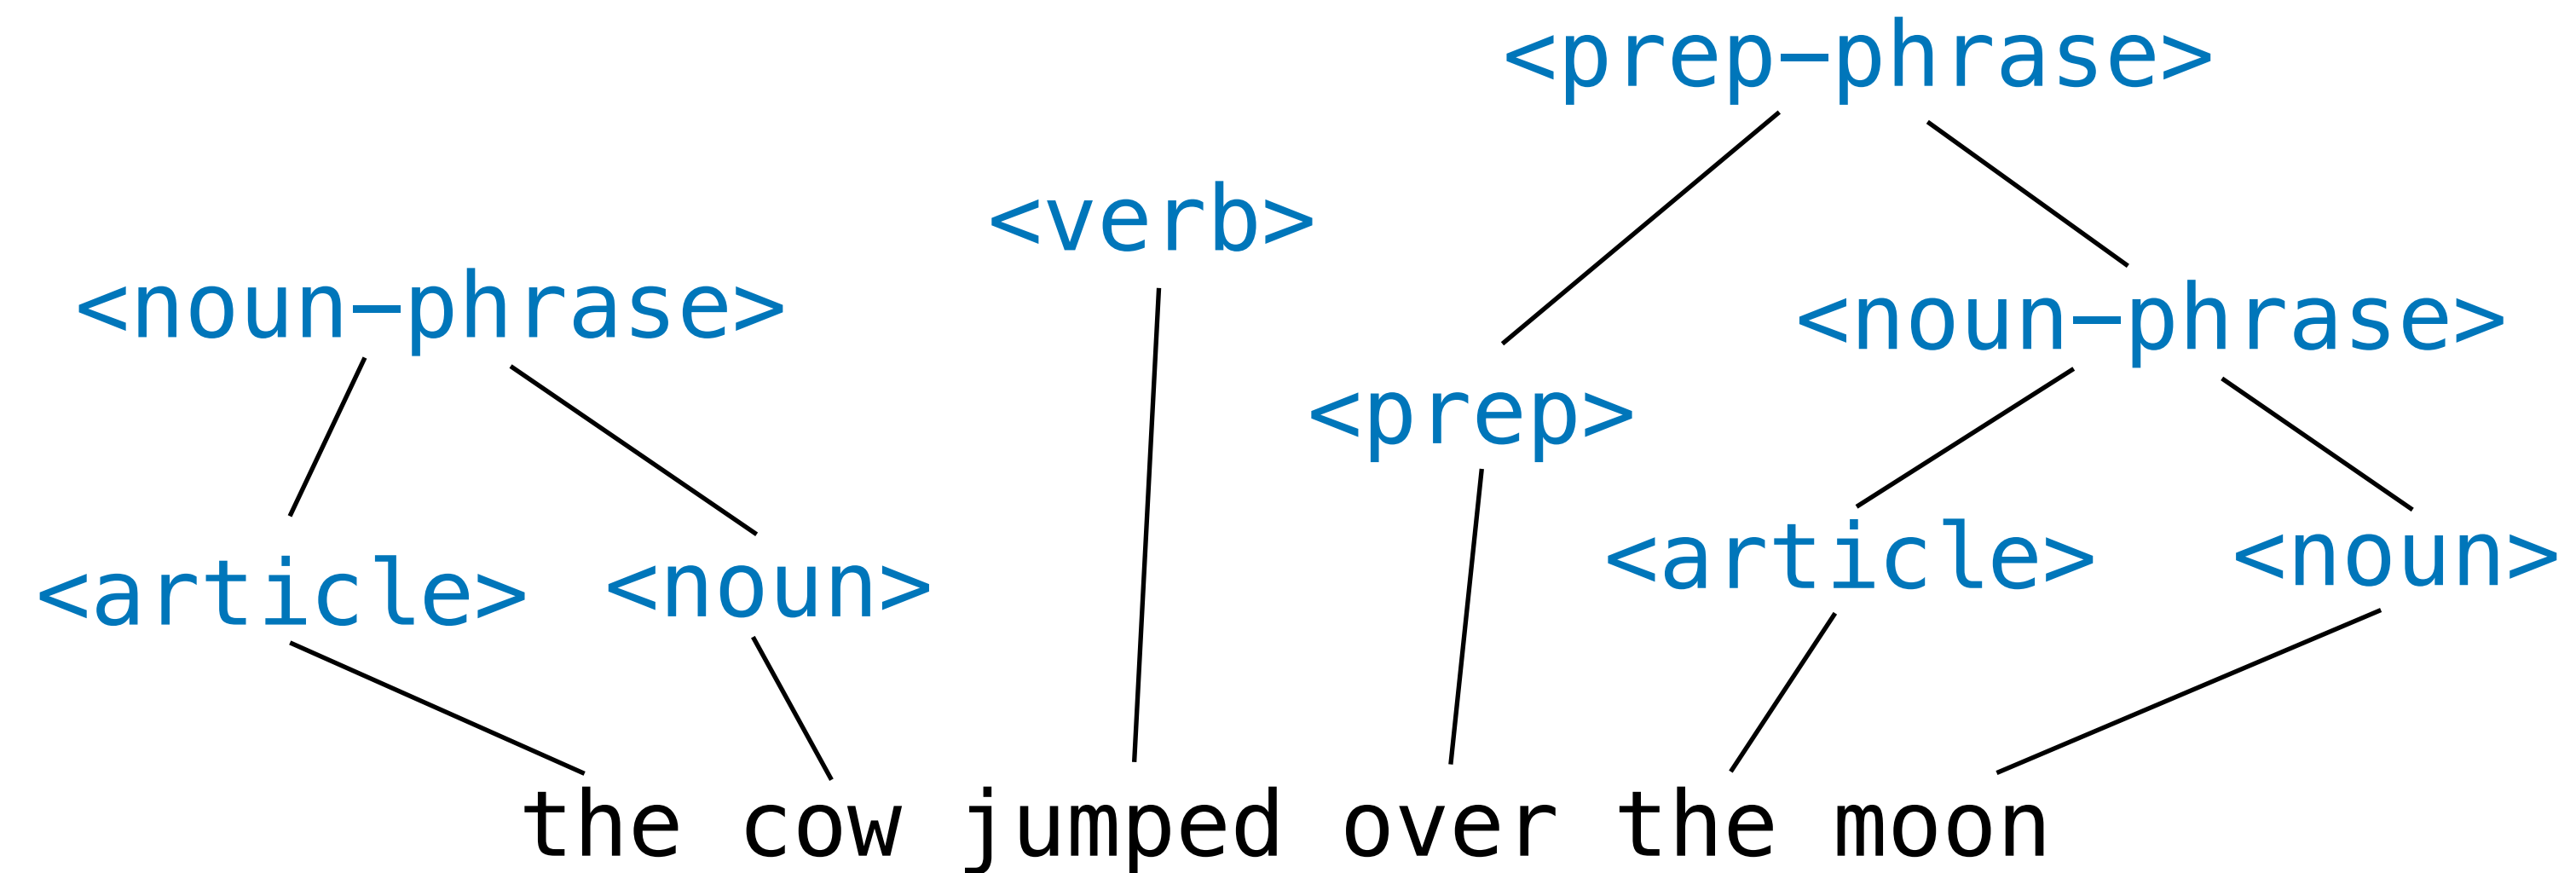 <prep-phrase>
<verb>
<noun-phrase> <noun-phrase>
<prep>
<article> <noun> <article> <noun>
the cow jumped over the moon